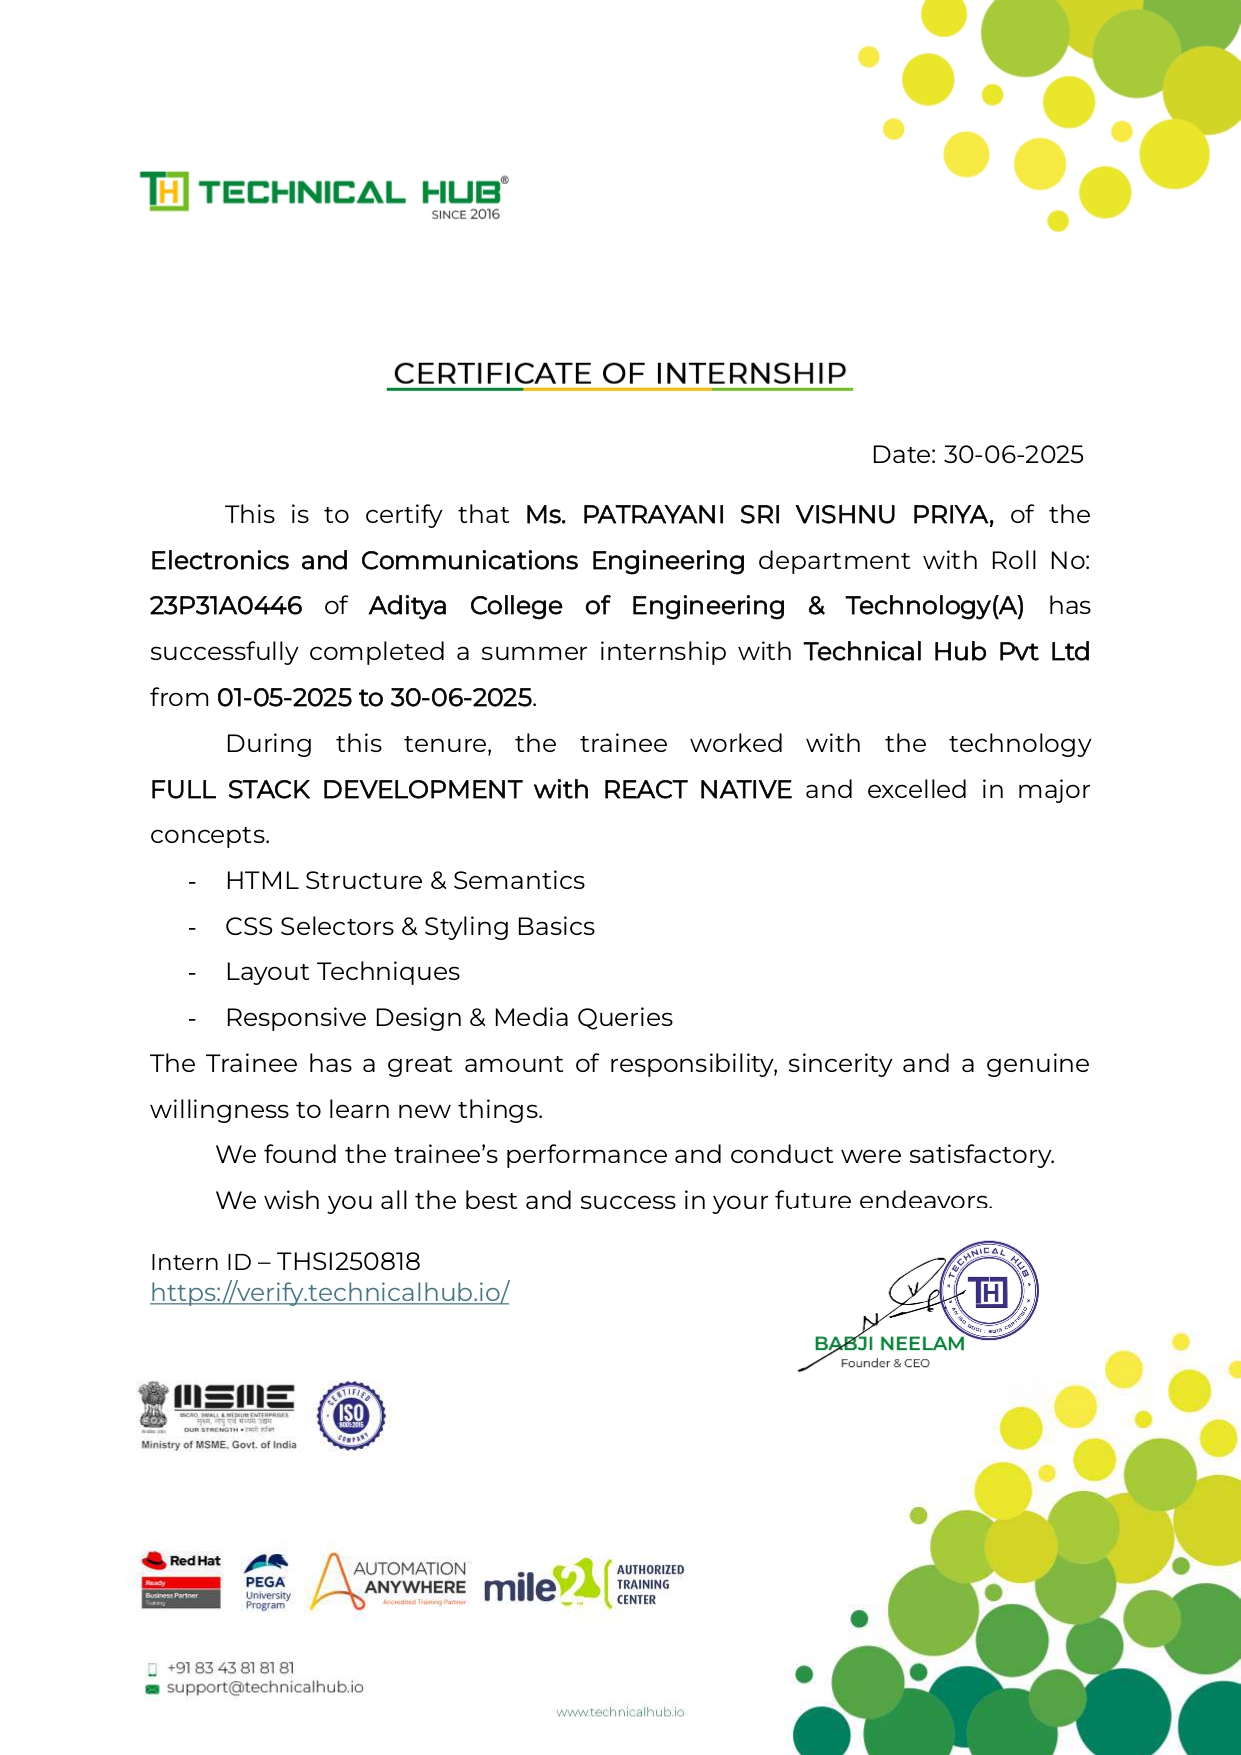 TH TECHNICAL HUB®
SINCE 2016
CERTIFICATE OF INTERNSHIP
Date: 30-06-2025
This is to certify that Ms. PATRAYANI SRI VISHNU PRIYA, of the
Electronics and Communications Engineering department with Roll No:
23P31A0446 of Aditya College of Engineering & Technology(A) has
successfully completed a summer internship with Technical Hub Pvt Ltd
from 01-05-2025 to 30-06-2025.
During this tenure, the trainee worked with the technology
FULL STACK DEVELOPMENT with REACT NATIVE and excelled in major
concepts.
- HTML Structure & Semantics
- CSS Selectors & Styling Basics
- Layout Techniques
- Responsive Design & Media Queries
The Trainee has a great amount of responsibility, sincerity and a genuine
willingness to learn new things.
We found the trainee’s performance and conduct were satisfactory.
We wish you all the best and success in your future endeavors.
Intern ID – THSI250818
https://verify.technicalhub.io/
TECHNICAL HUB
TH
BABJI NEELAM
Founder & CEO
MSME
MICRO, SMALL & MEDIUM ENTERPRISES
सूक्ष्म, लघु एवं मध्यम उद्यम
OUR STRENGTH • हमारी शक्ति
Ministry of MSME, Govt. of India
CERTIFIED
ISO
9001:2015
COMPANY
Red Hat
Ready
Business Partner
Training
PEGA
University
Program
AUTOMATION
ANYWHERE
Accredited Training Partner
mile2
AUTHORIZED
TRAINING
CENTER
+91 83 43 81 81 81
support@technicalhub.io
www.technicalhub.io